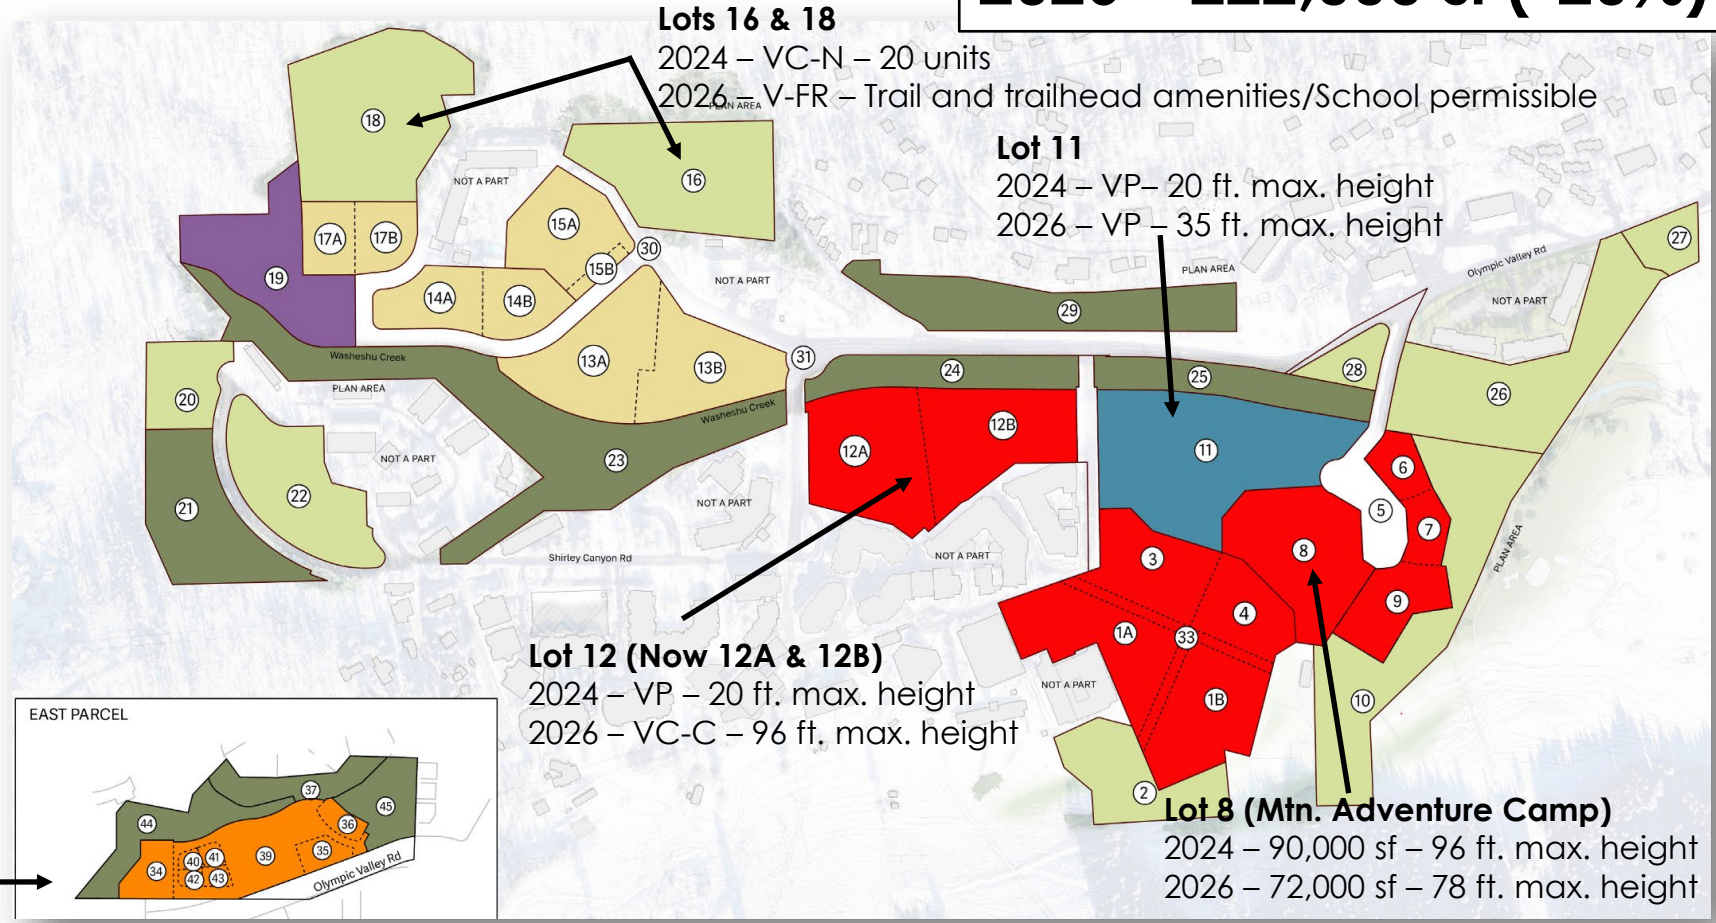 Lots 16 & 18
2024 – VC-N – 20 units
2026 – V-FR – Trail and trailhead amenities/School permissible
PLAN AREA
18
NOT A PART
16
Lot 11
2024 – VP– 20 ft. max. height
2026 – VP – 35 ft. max. height
17A
17B
15A
30
15B
19
14A
14B
NOT A PART
PLAN AREA
29
Olympic Valley Rd
27
NOT A PART
Washeshu Creek
13A
13B
31
24
25
28
26
20
PLAN AREA
Washeshu Creek
12A
12B
11
6
22
NOT A PART
23
21
NOT A PART
5
7
Shirley Canyon Rd
NOT A PART
3
8
PLAN AREA
9
4
1A
33
Lot 12 (Now 12A & 12B)
2024 – VP – 20 ft. max. height
2026 – VC-C – 96 ft. max. height
NOT A PART
1B
10
2
Lot 8 (Mtn. Adventure Camp)
2024 – 90,000 sf – 96 ft. max. height
2026 – 72,000 sf – 78 ft. max. height
EAST PARCEL
37
45
44
36
34
40
41
39
35
42
43
Olympic Valley Rd